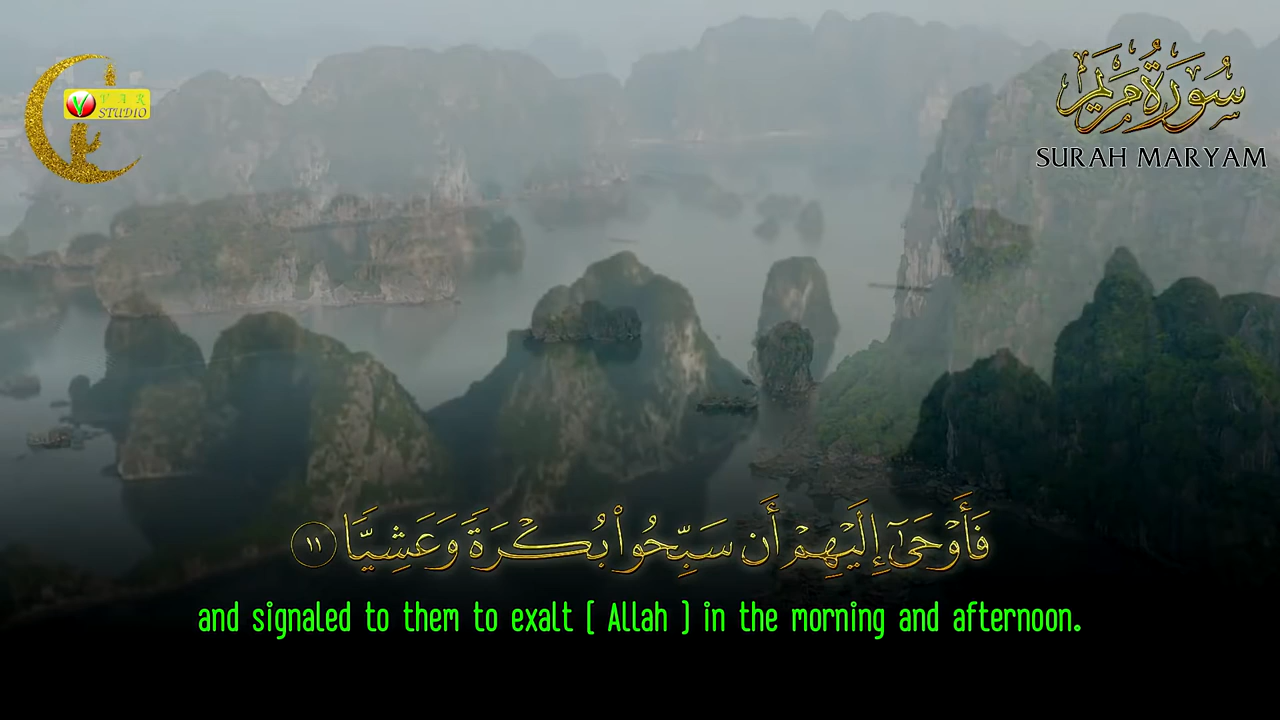 V A R
STUDIO
سُورَةُ مَرْيَم
SURAH MARYAM
فَأَوْحَىٰٓ إِلَيْهِمْ أَن سَبِّحُوا۟ بُكْرَةً وَعَشِيًّا ١١
and signaled to them to exalt [ Allah ] in the morning and afternoon.